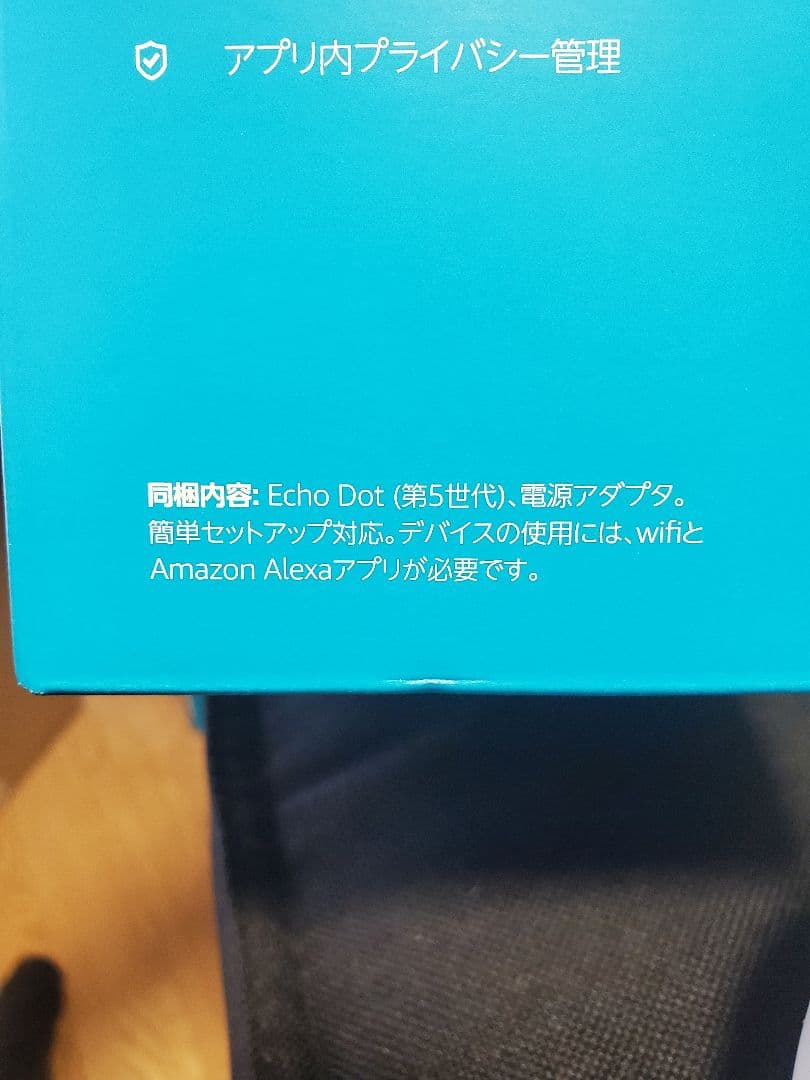 アプリ内プライバシー管理
同梱内容: Echo Dot (第5世代)、電源アダプタ。
簡単セットアップ対応。デバイスの使用には、wifiと
Amazon Alexaアプリが必要です。